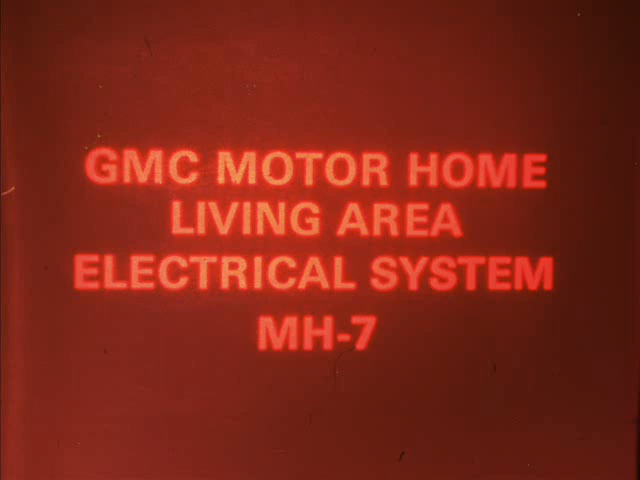 GMC MOTOR HOME
LIVING AREA
ELECTRICAL SYSTEM
MH-7